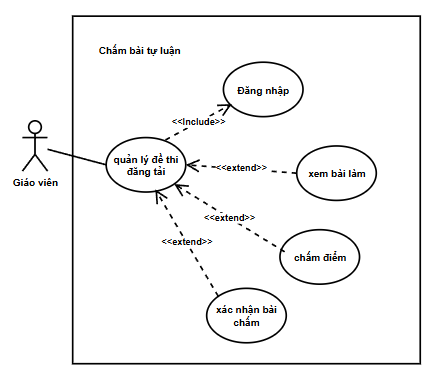 Chấm bài tự luận
Đăng nhập
<<Include>>
Giáo viên
quản lý đề thi
đăng tải
<<extend>>
xem bài làm
<<extend>>
chấm điểm
<<extend>>
xác nhận bài
chấm